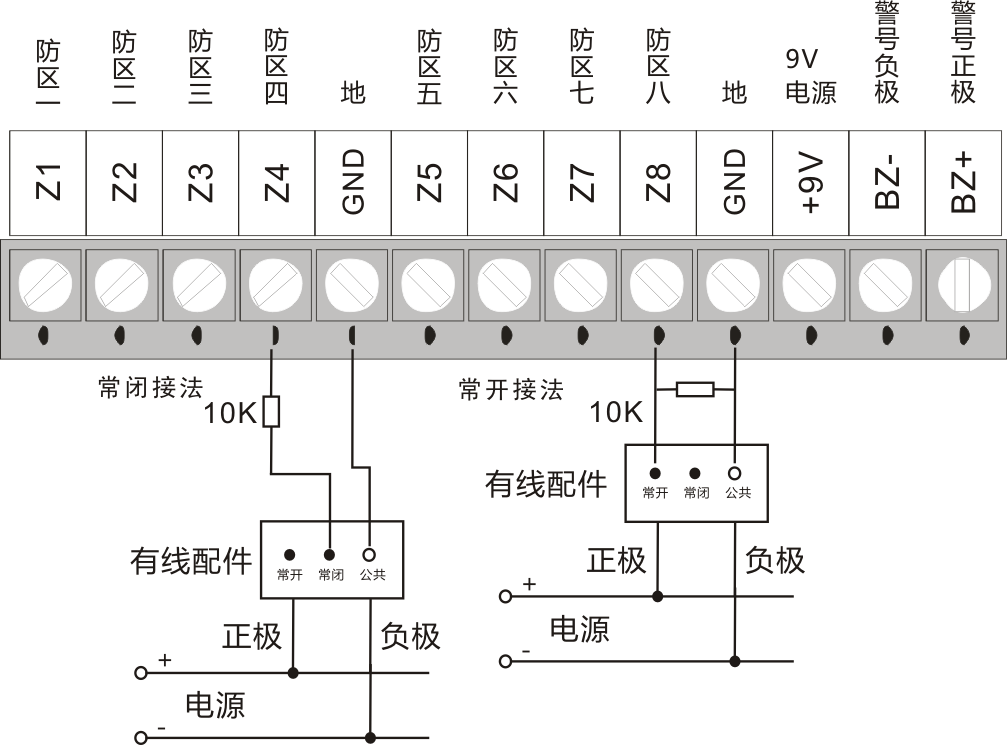 防区一
防区二
防区三
防区四
地
防区五
防区六
防区七
防区八
地
9V
电源
警号负极
警号正极
Z1
Z2
Z3
Z4
GND
Z5
Z6
Z7
Z8
GND
+9V
BZ-
BZ+
常闭接法
10K
有线配件
常开
常闭
公共
正极
负极
+
电源
-
常开接法
10K
有线配件
常开
常闭
公共
正极
负极
+
电源
-